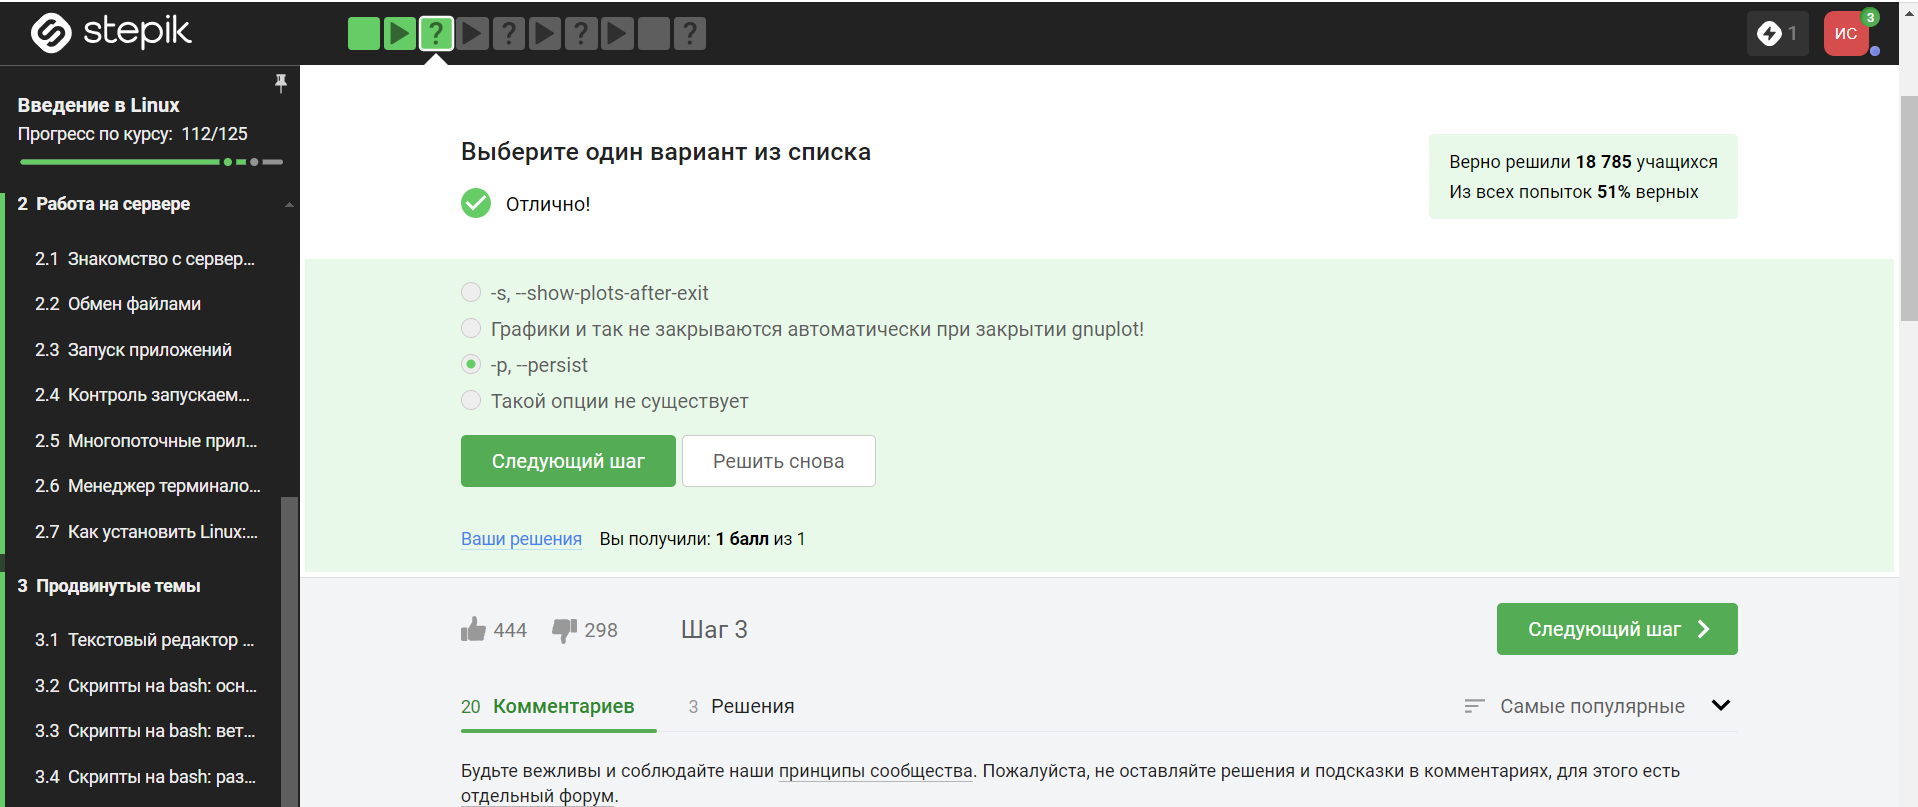 stepik
?
?
?
?
1
ИС
3
Введение в Linux
Прогресс по курсу: 112/125
2 Работа на сервере
2.1 Знакомство с сервер...
2.2 Обмен файлами
2.3 Запуск приложений
2.4 Контроль запускаем...
2.5 Многопоточные прил...
2.6 Менеджер терминало...
2.7 Как установить Linux:...
3 Продвинутые темы
3.1 Текстовый редактор ...
3.2 Скрипты на bash: осн...
3.3 Скрипты на bash: вет...
3.4 Скрипты на bash: раз...
Выберите один вариант из списка
Отлично!
Верно решили 18 785 учащихся
Из всех попыток 51% верных
-s, --show-plots-after-exit
Графики и так не закрываются автоматически при закрытии gnuplot!
-p, --persist
Такой опции не существует
Следующий шаг
Решить снова
Ваши решения Вы получили: 1 балл из 1
444 298 Шаг 3
Следующий шаг
20 Комментариев 3 Решения
Самые популярные
Будьте вежливы и соблюдайте наши принципы сообщества. Пожалуйста, не оставляйте решения и подсказки в комментариях, для этого есть
отдельный форум.